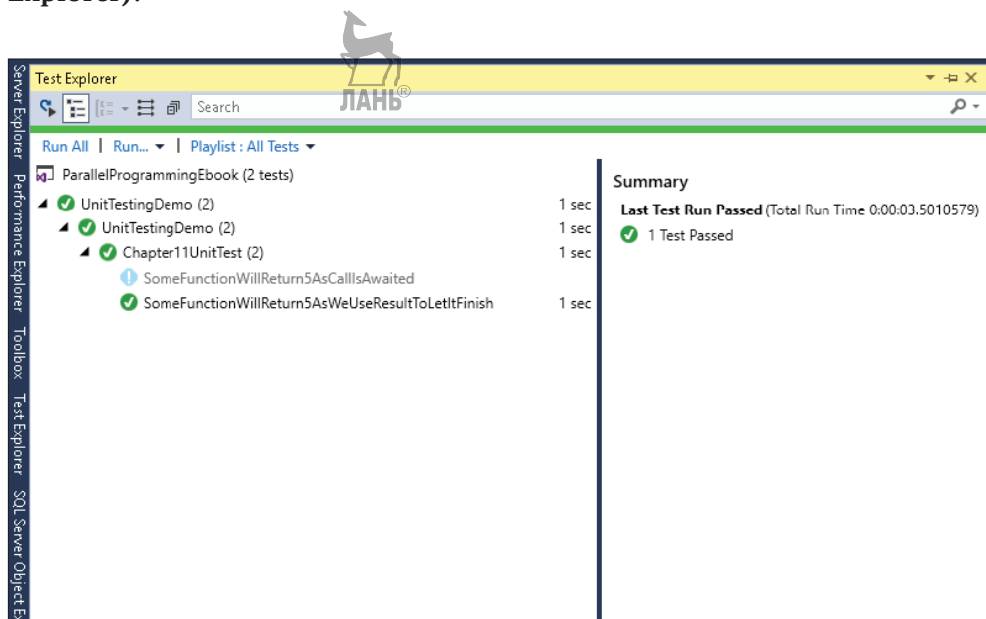 Explorer).
ЛАНЬ®
Test Explorer
Search
Run All | Run... | Playlist : All Tests
ParallelProgrammingEbook (2 tests)
UnitTestingDemo (2) 1 sec
UnitTestingDemo (2) 1 sec
Chapter11UnitTest (2) 1 sec
SomeFunctionWillReturn5AsCallIsAwaited
SomeFunctionWillReturn5AsWeUseResultToLetItFinish 1 sec
Summary
Last Test Run Passed (Total Run Time 0:00:03.5010579)
1 Test Passed
Server Explorer
Performance Explorer
Toolbox
Test Explorer
SQL Server Object Ex